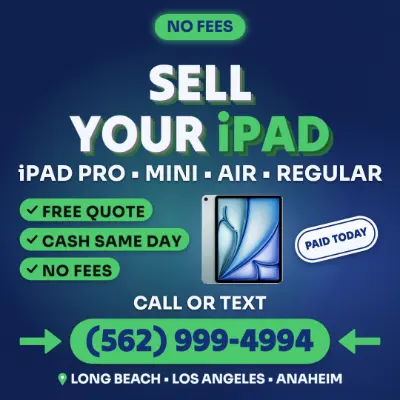 NO FEES
SELL
YOUR iPAD
iPAD PRO ▪ MINI ▪ AIR ▪ REGULAR
✓ FREE QUOTE
✓ CASH SAME DAY
✓ NO FEES
PAID TODAY
CALL OR TEXT
(562) 999-4994
LONG BEACH ▪ LOS ANGELES ▪ ANAHEIM